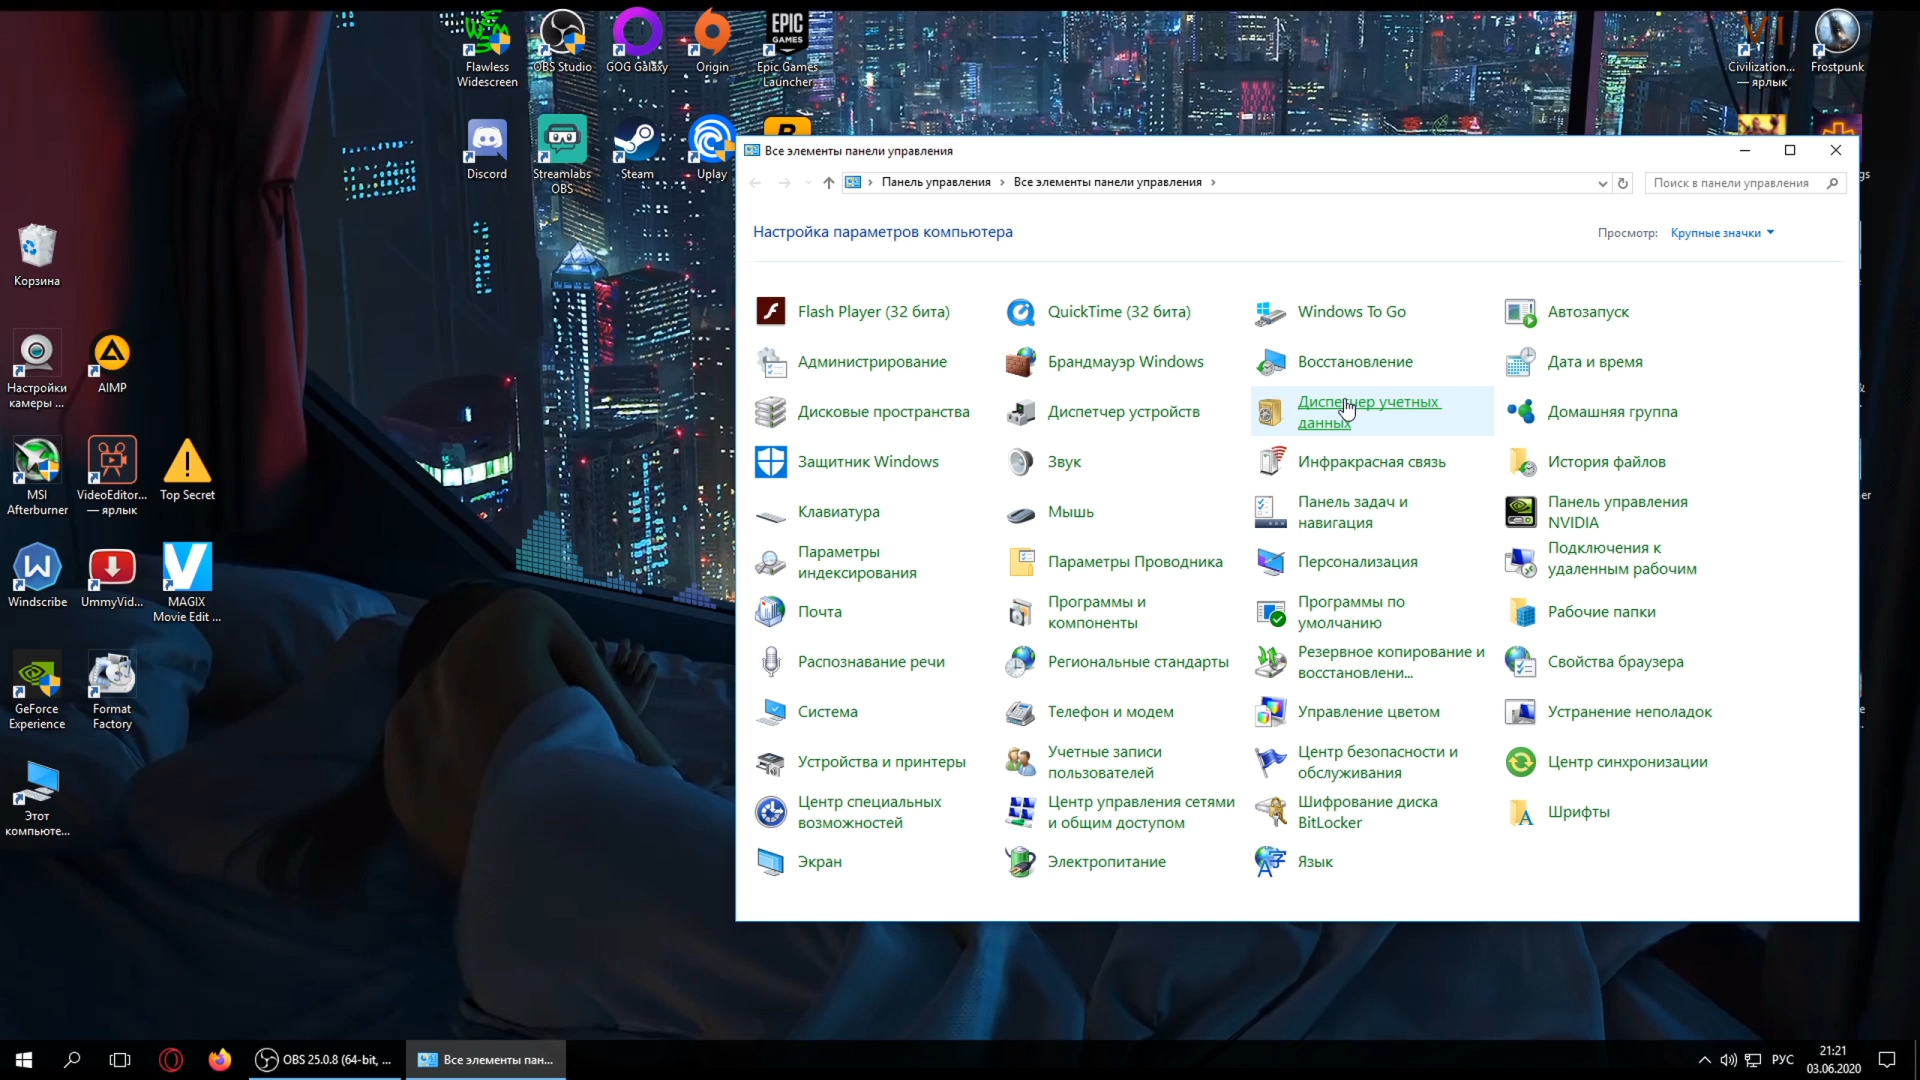 WSM
EPIC
GAMES
VI
Flawless
Widescreen
OBS Studio
GOG Galaxy
Origin
Epic Games
Launcher
Civilization...
— ярлык
Frostpunk
Discord
Streamlabs
OBS
Steam
Uplay
Корзина
Настройки
камеры ...
AIMP
MSI
Afterburner
VideoEditor...
— ярлык
Top Secret
Windscribe
UmmyVid...
MAGIX
Movie Edit ...
GeForce
Experience
Format
Factory
Этот
компьюте...
Все элементы панели управления
Панель управления
Все элементы панели управления
Поиск в панели управления
Настройка параметров компьютера
Просмотр:
Крупные значки
Flash Player (32 бита)
QuickTime (32 бита)
Windows To Go
Автозапуск
Администрирование
Брандмауэр Windows
Восстановление
Дата и время
Дисковые пространства
Диспетчер устройств
Диспетчер учетных
данных
Домашняя группа
Защитник Windows
Звук
Инфракрасная связь
История файлов
Клавиатура
Мышь
Панель задач и
навигация
Панель управления
NVIDIA
Параметры
индексирования
Параметры Проводника
Персонализация
Подключения к
удаленным рабочим
Почта
Программы и
компоненты
Программы по
умолчанию
Рабочие папки
Распознавание речи
Региональные стандарты
Резервное копирование и
восстановлени...
Свойства браузера
Система
Телефон и модем
Управление цветом
Устранение неполадок
Устройства и принтеры
Учетные записи
пользователей
Центр безопасности и
обслуживания
Центр синхронизации
Центр специальных
возможностей
Центр управления сетями
и общим доступом
Шифрование диска
BitLocker
Шрифты
Экран
Электропитание
Язык
OBS 25.0.8 (64-bit, ...
Все элементы пан...
РУС
21:21
03.06.2020